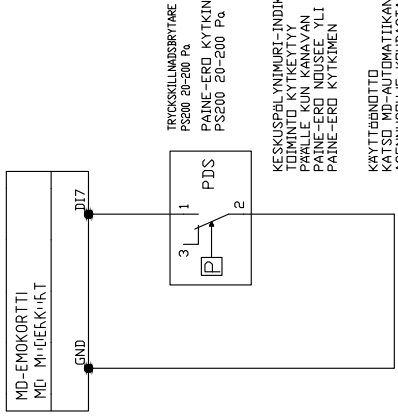 MD-EMOKORTTI
MD MODERKORT
GND
DI7
1
PDS
3
P
2
TRYCKSKILLNADSBRYTARE
PS200 20-200 Pa
PAINE-ERO KYTKIN
PS200 20-200 Pa
KESKUSPÖLYNIMURI-INDIK
TOIMINTO KYTKEYTYY
PÄÄLLE KUN KANAVAN
PAINE-ERO NOUSEE YLI
PAINE-ERO KYTKIMEN
KÄYTTÖÖNOTTO
KATSO MD-AUTOMATIIKAN